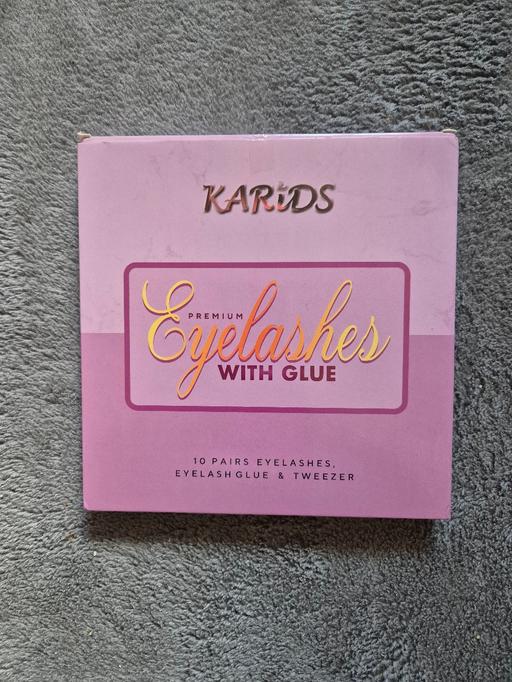 KARiDS
PREMIUM
Eyelashes
WITH GLUE
10 PAIRS EYELASHES,
EYELASH GLUE & TWEEZER